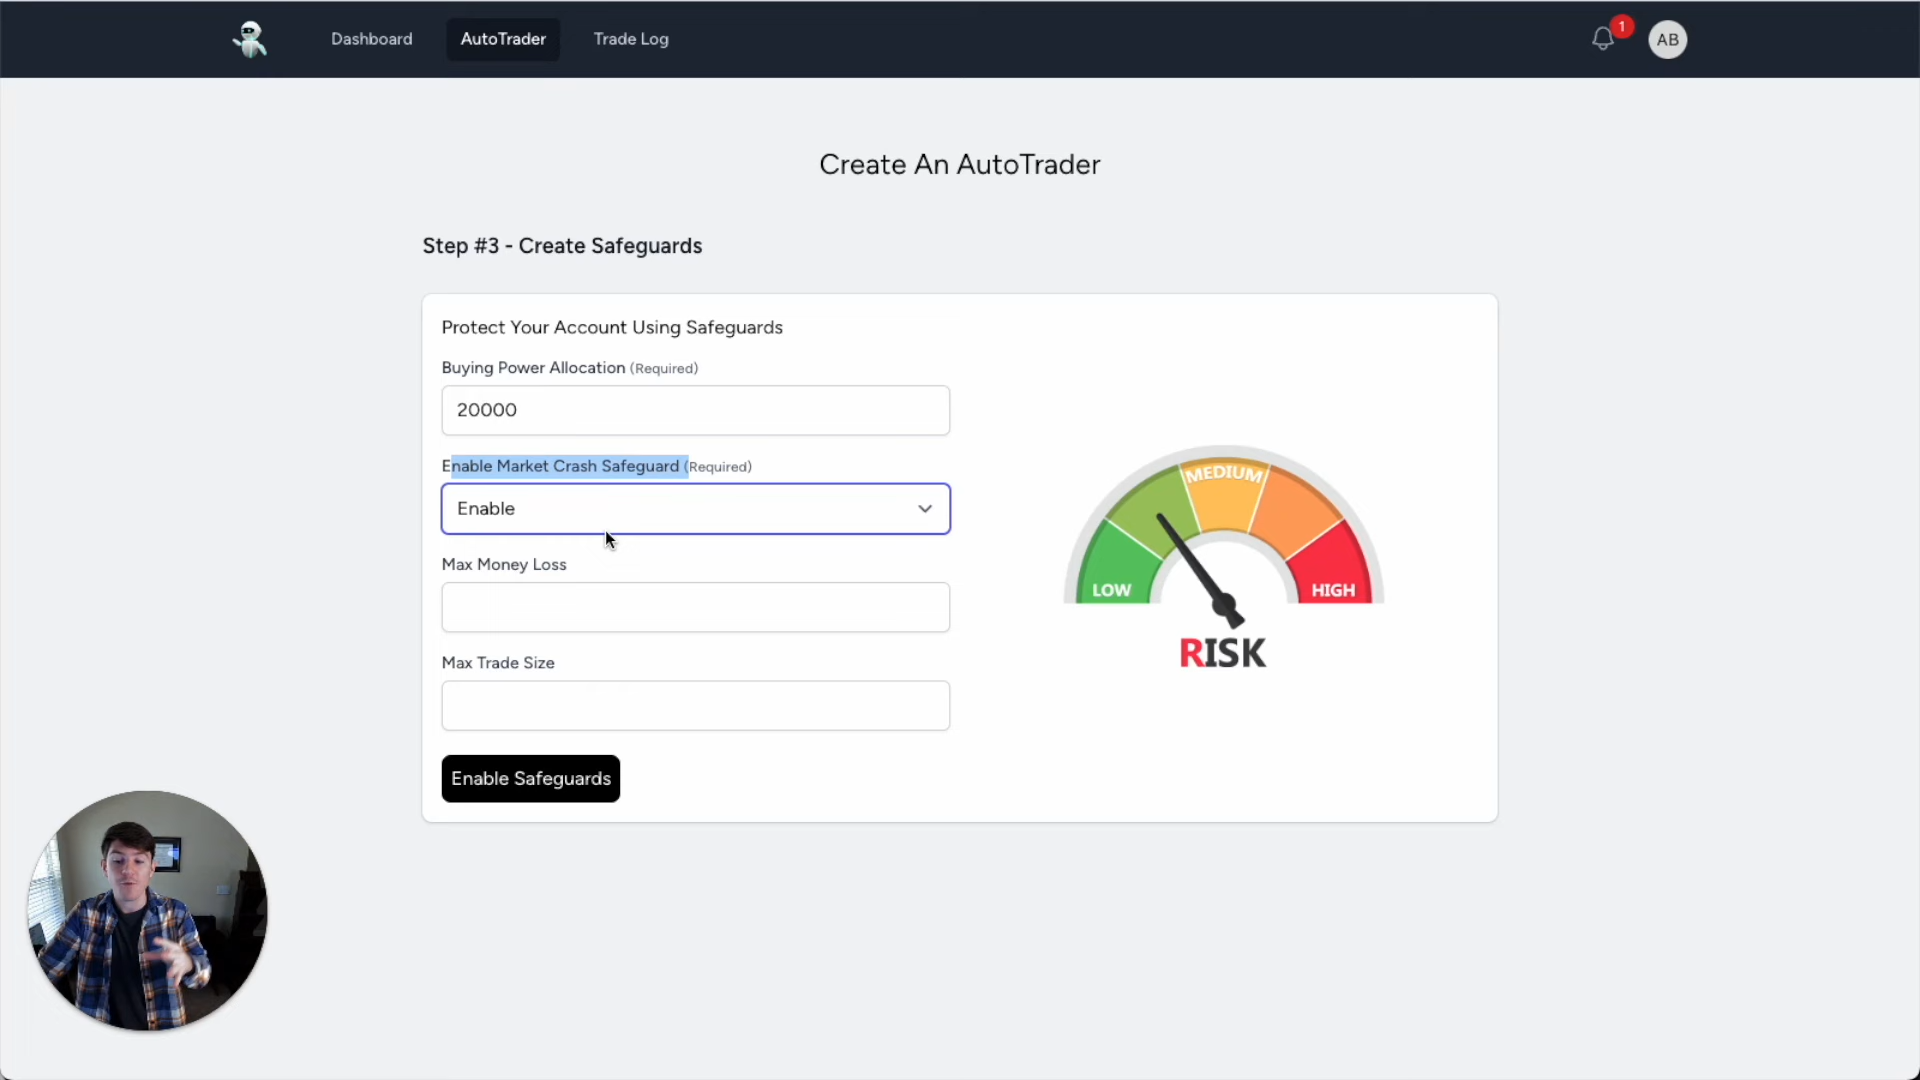 Dashboard
AutoTrader
Trade Log
1
AB
Create An AutoTrader
Step #3 - Create Safeguards
Protect Your Account Using Safeguards
Buying Power Allocation (Required)
20000
Enable Market Crash Safeguard (Required)
Enable
Max Money Loss
Max Trade Size
Enable Safeguards
MEDIUM
LOW
HIGH
RISK